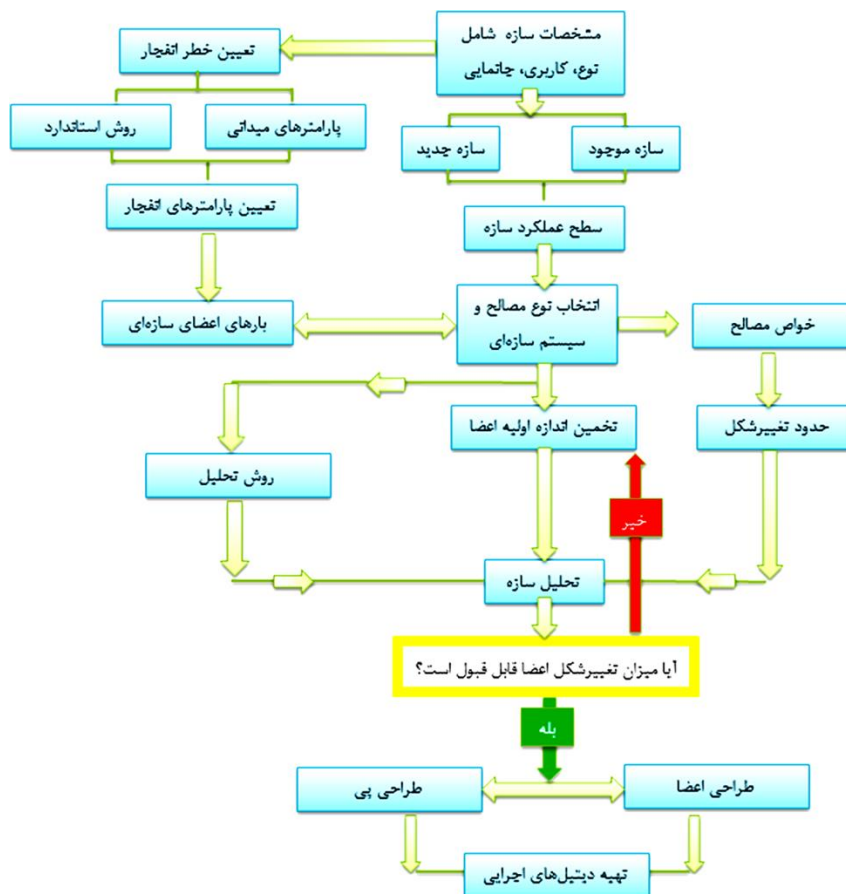 مشخصات سازه شامل
نوع، کاربری، جانمایی
تعیین خطر انفجار
پارامترهای میدانی
روش استاندارد
سازه موجود
سازه جدید
تعیین پارامترهای انفجار
سطح عملکرد سازه
انتخاب نوع مصالح و
سیستم سازه‌ای
بارهای اعضای سازه‌ای
خواص مصالح
تخمین اندازه اولیه اعضا
حدود تغییرشکل
روش تحلیل
خیر
تحلیل سازه
آیا میزان تغییرشکل اعضا قابل قبول است؟
بله
طراحی اعضا
طراحی پی
تهیه دیتیل‌های اجرایی